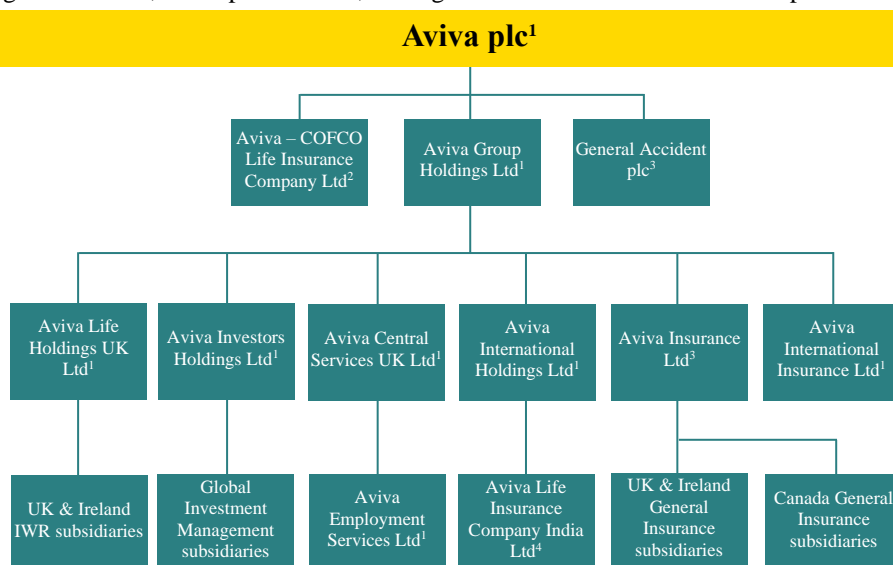 Aviva plc¹
Aviva – COFCO
Life Insurance
Company Ltd²
Aviva Group
Holdings Ltd¹
General Accident
plc³
Aviva Life
Holdings UK
Ltd¹
Aviva Investors
Holdings Ltd¹
Aviva Central
Services UK Ltd¹
Aviva
International
Holdings Ltd¹
Aviva Insurance
Ltd³
Aviva
International
Insurance Ltd¹
UK & Ireland
IWR subsidiaries
Global
Investment
Management
subsidiaries
Aviva
Employment
Services Ltd¹
Aviva Life
Insurance
Company India
Ltd⁴
UK & Ireland
General
Insurance
subsidiaries
Canada General
Insurance
subsidiaries